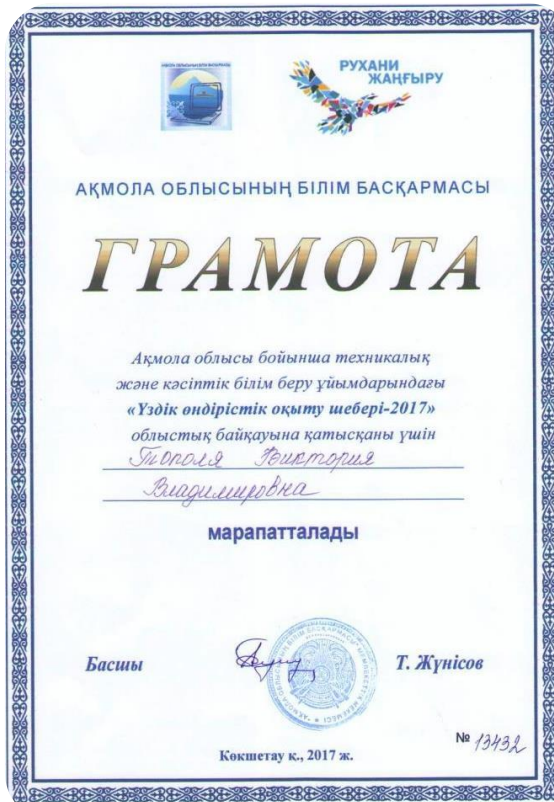 РУХАНИ
ЖАҢҒЫРУ
АҚМОЛА ОБЛЫСЫНЫҢ БІЛІМ БАСҚАРМАСЫ
ГРАМОТА
Ақмола облысы бойынша техникалық
және кәсіптік білім беру ұйымдарындағы
«Үздік өндірістік оқыту шебері-2017»
облыстық байқауына қатысқаны үшін
Тополя Виктория
Владимировна
марапатталады
Басшы Т. Жүнісов
№ 13432
Көкшетау қ., 2017 ж.